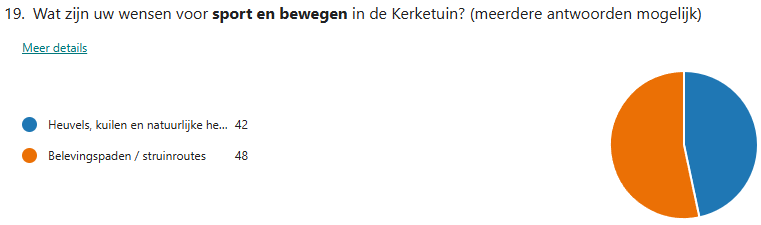 19. Wat zijn uw wensen voor sport en bewegen in de Kerketuin? (meerdere antwoorden mogelijk)
Meer details
Heuvels, kuilen en natuurlijke he... 42
Belevingspaden / struinroutes 48